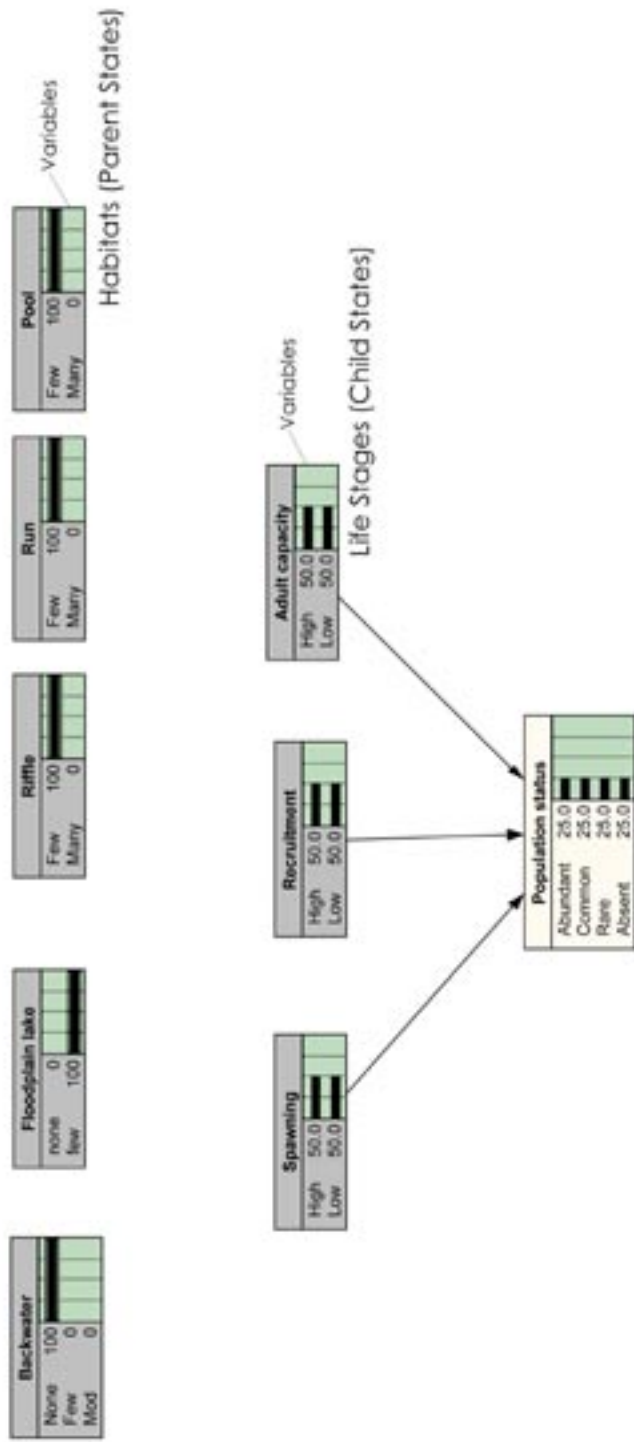 Backwater
None 100
Few 0
Mod 0
Floodplain lake
none 0
few 100
Riffle
Few 100
Many 0
Run
Few 100
Many 0
Pool
Few 100
Many 0
Variables
Habitats (Parent States)
Spawning
High 50.0
Low 50.0
Recruitment
High 50.0
Low 50.0
Adult capacity
High 50.0
Low 50.0
Variables
Life Stages (Child States)
Population status
Abundant 25.0
Common 25.0
Rare 25.0
Absent 25.0